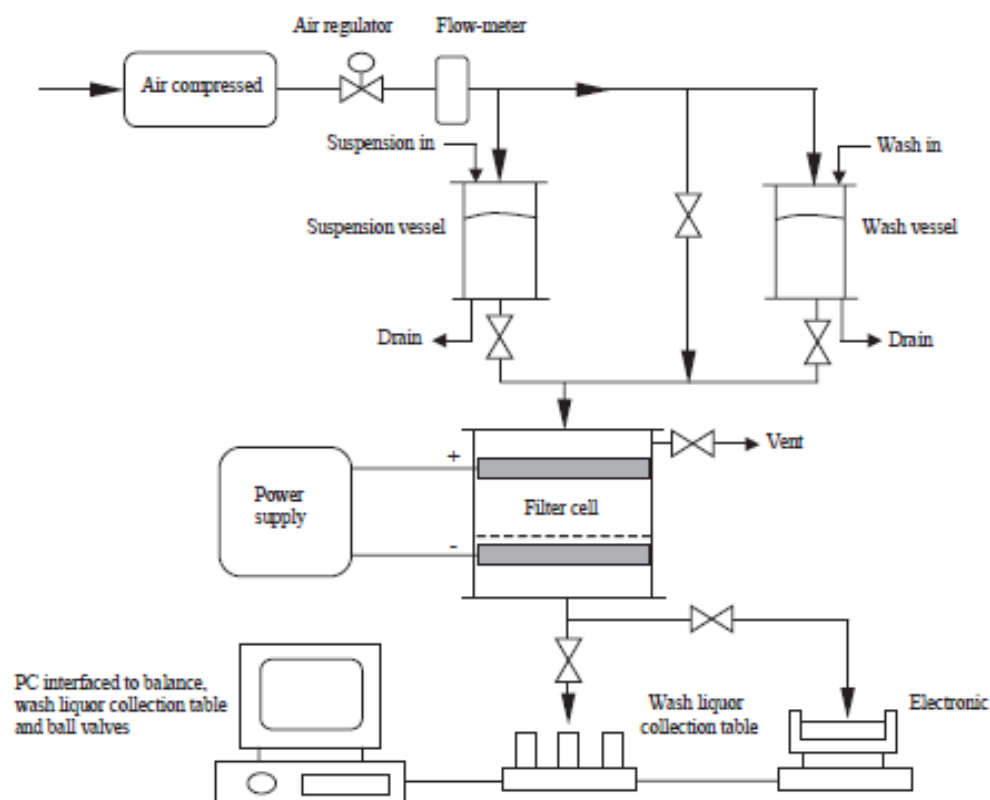 Air regulator
Flow-meter
Air compressed
Suspension in
Wash in
Suspension vessel
Wash vessel
Drain
Drain
Vent
+
Power
supply
Filter cell
-
PC interfaced to balance,
wash liquor collection table
and ball valves
Wash liquor
collection table
Electronic